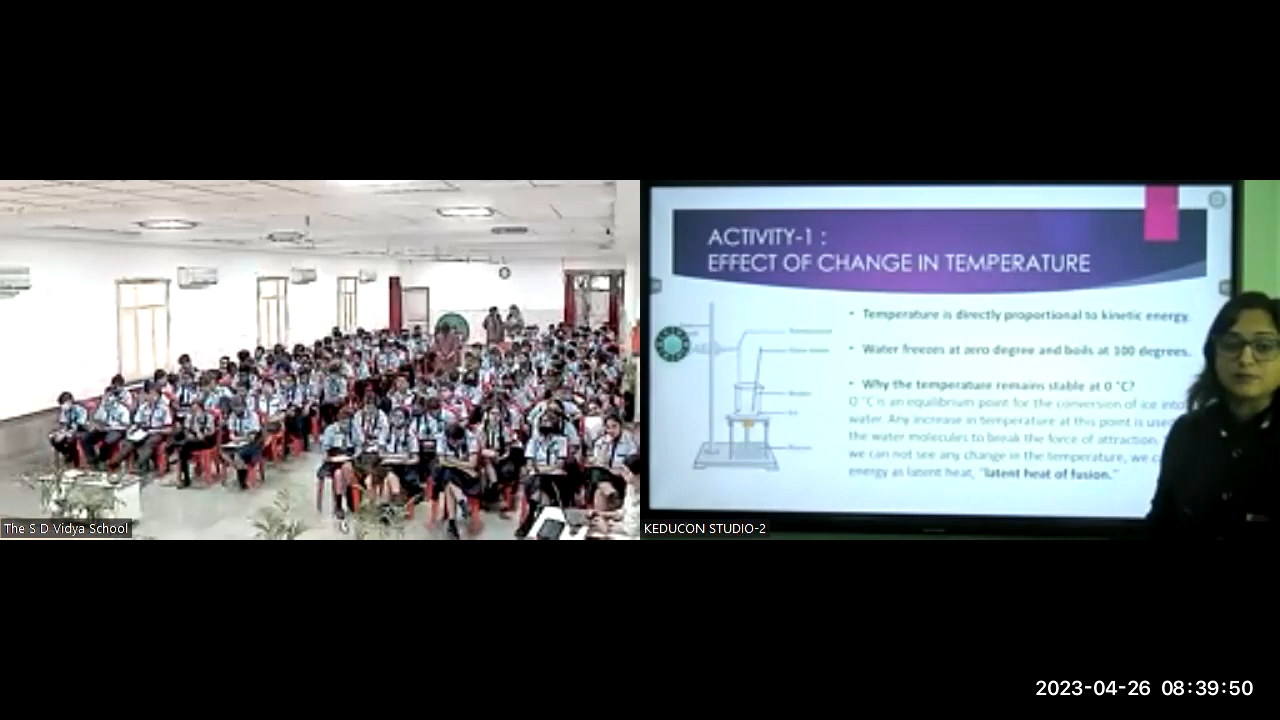 ACTIVITY-1 :
EFFECT OF CHANGE IN TEMPERATURE
• Temperature is directly proportional to kinetic energy.
• Water freezes at zero degree and boils at 100 degrees.
• Why the temperature remains stable at 0 °C?
0 °C is an equilibrium point for the conversion of ice into
water. Any increase in temperature at this point is used
the water molecules to break the force of attraction.
we can not see any change in the temperature, we
energy as latent heat, "latent heat of fusion."
The S D Vidya School
KEDUCON STUDIO-2
2023-04-26 08:39:50